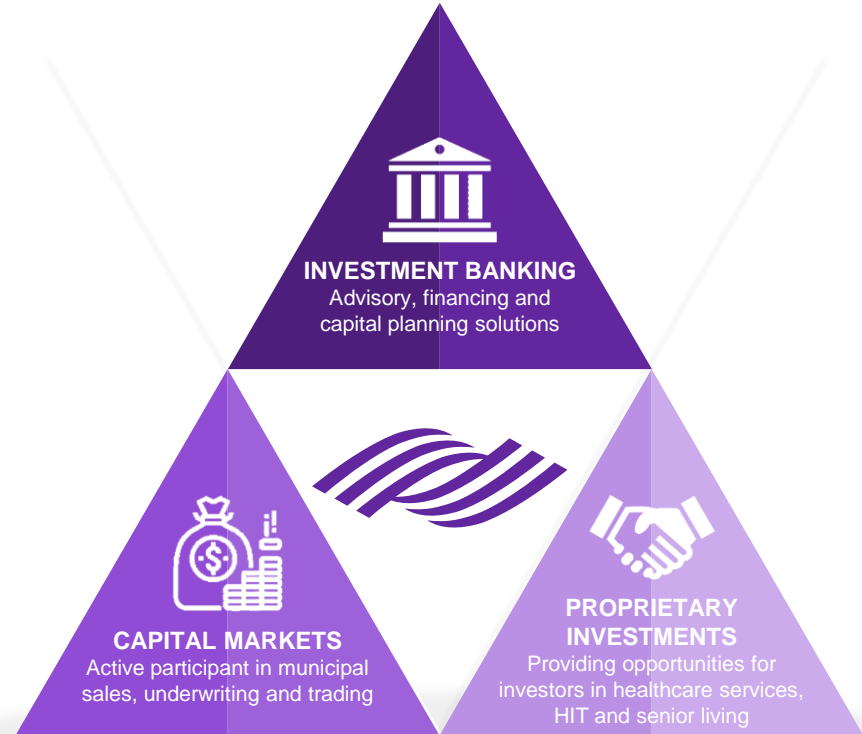 INVESTMENT BANKING
Advisory, financing and
capital planning solutions
$
CAPITAL MARKETS
Active participant in municipal
sales, underwriting and trading
PROPRIETARY
INVESTMENTS
Providing opportunities for
investors in healthcare services,
HIT and senior living